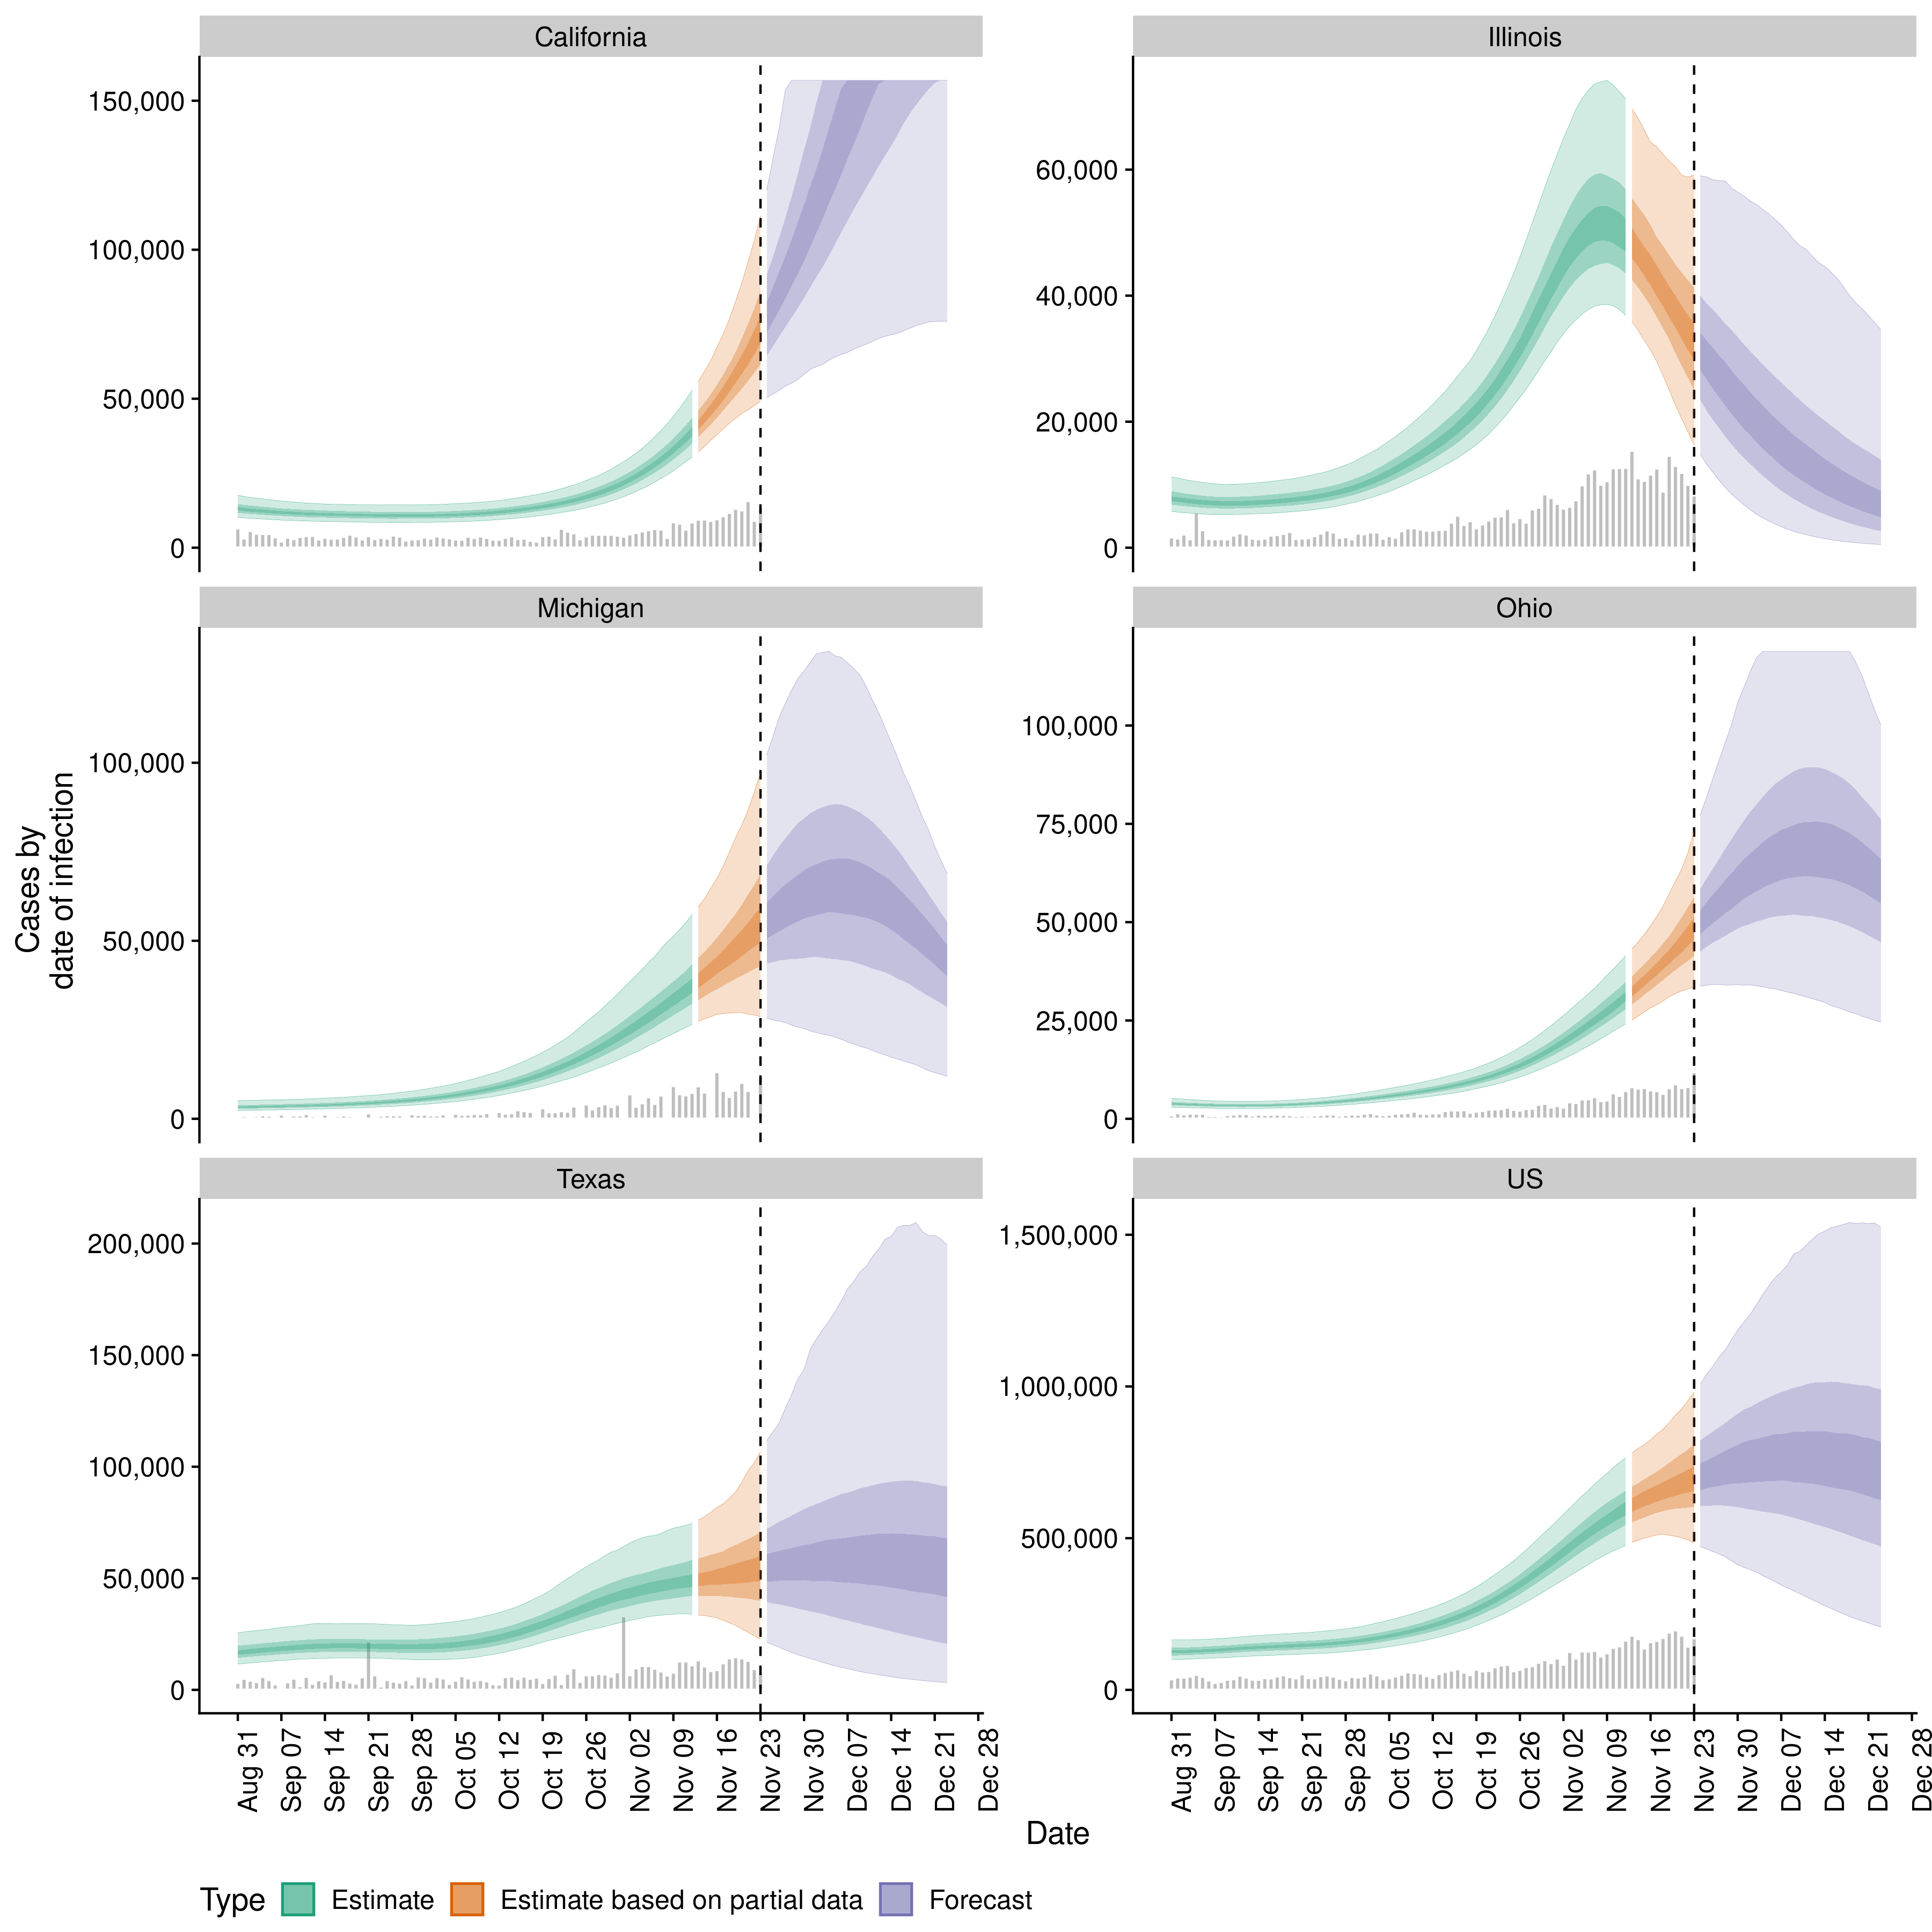 California
Illinois
150,000
100,000
50,000
0
60,000
40,000
20,000
0
Michigan
Ohio
100,000
50,000
0
100,000
75,000
50,000
25,000
0
Texas
US
200,000
150,000
100,000
50,000
0
1,500,000
1,000,000
500,000
0
Cases by
date of infection
Aug 31
Sep 07
Sep 14
Sep 21
Sep 28
Oct 05
Oct 12
Oct 19
Oct 26
Nov 02
Nov 09
Nov 16
Nov 23
Nov 30
Dec 07
Dec 14
Dec 21
Dec 28
Aug 31
Sep 07
Sep 14
Sep 21
Sep 28
Oct 05
Oct 12
Oct 19
Oct 26
Nov 02
Nov 09
Nov 16
Nov 23
Nov 30
Dec 07
Dec 14
Dec 21
Dec 28
Date
Type Estimate Estimate based on partial data Forecast